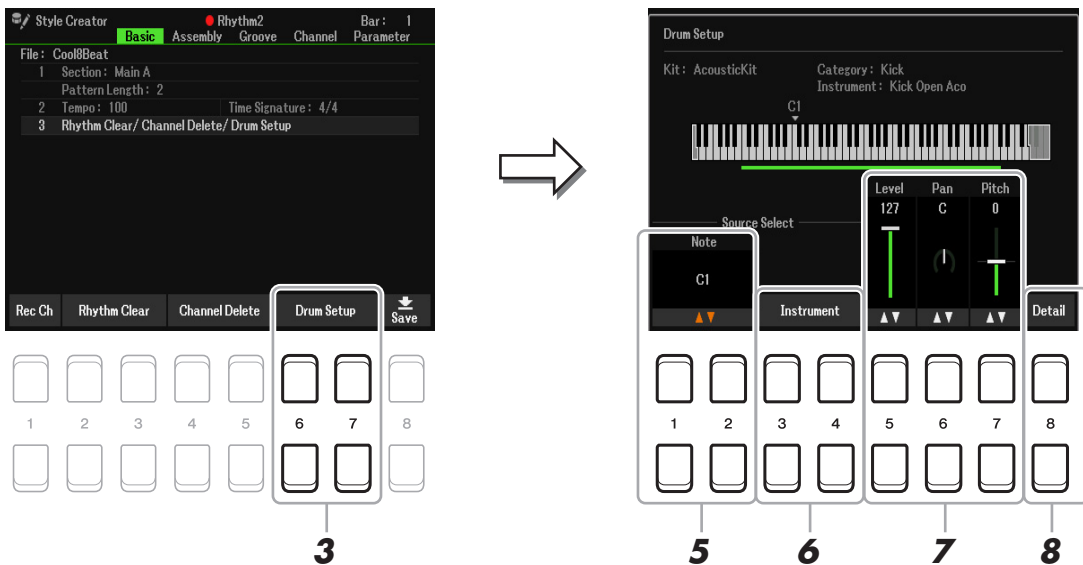 Style Creator Rhythm2 Bar: 1
Basic Assembly Groove Channel Parameter
File: Cool8Beat
1 Section: Main A
Pattern Length: 2
2 Tempo: 100 Time Signature: 4/4
3 Rhythm Clear/ Channel Delete/ Drum Setup
Rec Ch Rhythm Clear Channel Delete Drum Setup Save
1 2 3 4 5 6 7 8
3
Drum Setup
Kit: AcousticKit Category: Kick
Instrument: Kick Open Aco
C1
Level Pan Pitch
127 C 0
Source Select
Note
C1
Instrument Detail
1 2 3 4 5 6 7 8
5 6 7 8